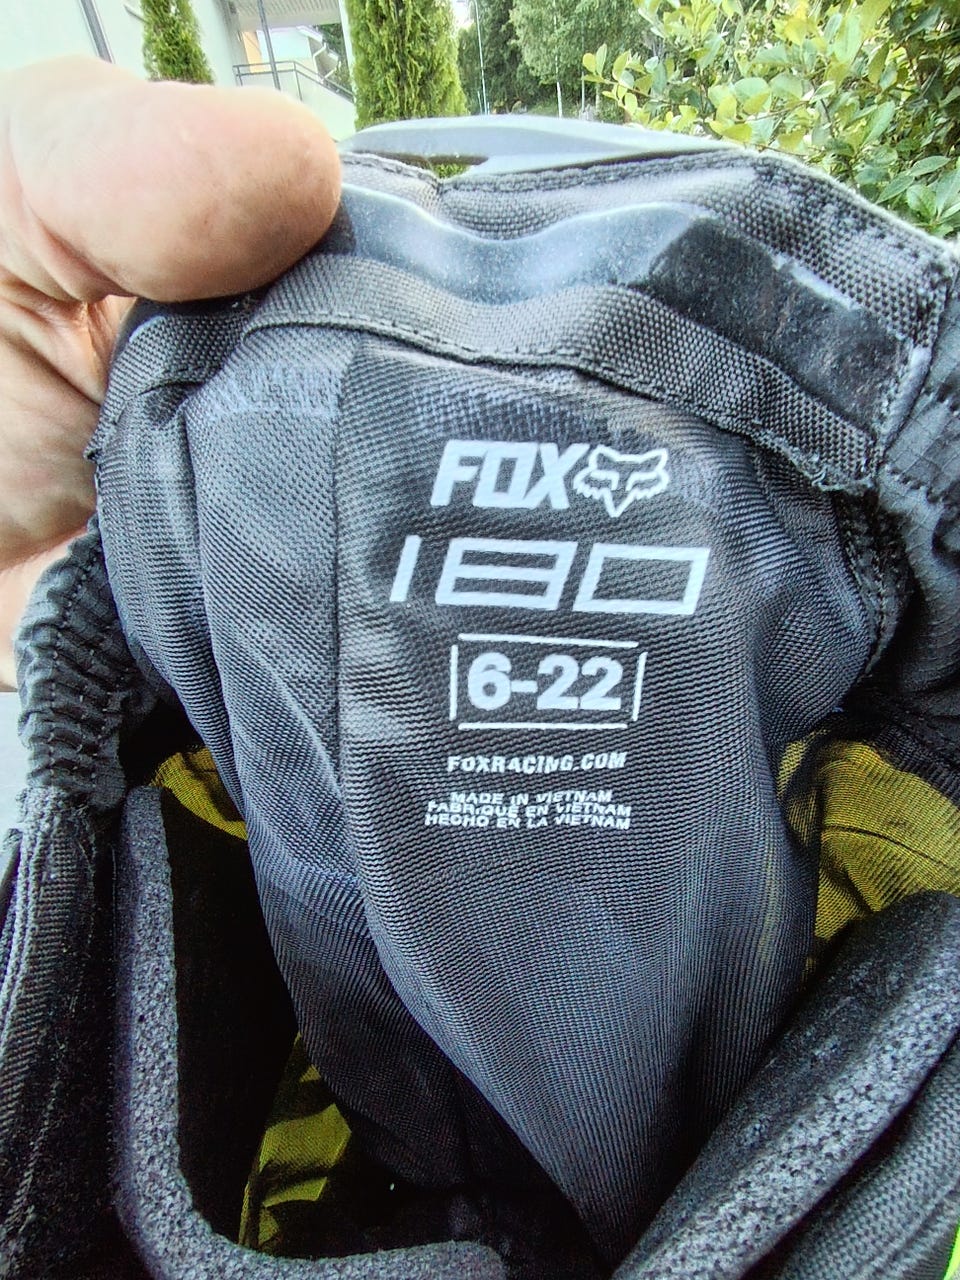 FOX
180
6-22
FOXRACING.COM
MADE IN VIETNAM
FABRIQUÉ EN VIETNAM
HECHO EN LA VIETNAM